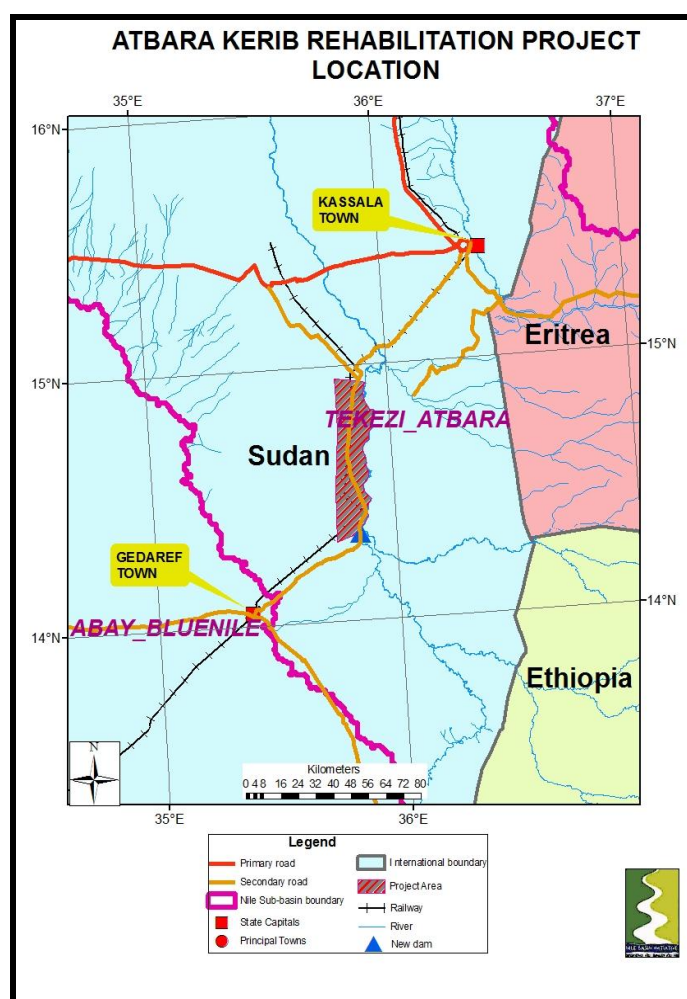 ATBARA KERIB REHABILITATION PROJECT
LOCATION
35°E
36°E
37°E
16°N
KASSALA
TOWN
Eritrea
15°N
15°N
TEKEZI_ATBARA
Sudan
GEDAREF
TOWN
14°N
14°N
ABAY_BLUENILE
Ethiopia
N
Kilometers
0 4 8 16 24 32 40 48 56 64 72 80
35°E
36°E
Legend
Primary road
Secondary road
Nile Sub-basin boundary
State Capitals
Principal Towns
International boundary
Project Area
Railway
River
New dam
NILE BASIN INITIATIVE